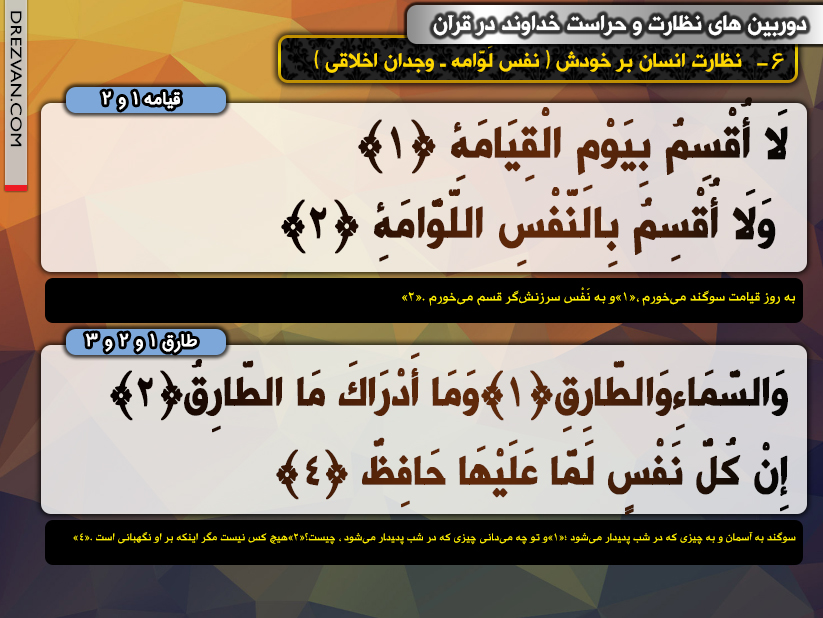 دوربین های نظارت و حراست خداوند در قرآن
۶- نظارت انسان بر خودش ( نفس لَوّامه ـ وجدان اخلاقی )
DREZVAN.COM
قیامه ۱ و ۲
لَا أُقْسِمُ بِيَوْمِ الْقِيَامَةِ ﴿۱﴾
وَلَا أُقْسِمُ بِالنَّفْسِ اللَّوَّامَةِ ﴿۲﴾
به روز قیامت سوگند می‌خورم ،«۱»و به نَفْس سرزنش‌گر قسم می‌خورم .«۲»
طارق ۱ و ۲ و ۳
وَالسَّمَاءِوَالطَّارِقِ﴿۱﴾وَمَا أَدْرَاكَ مَا الطَّارِقُ﴿۲﴾
إِنْ كُلُّ نَفْسٍ لَمَّا عَلَيْهَا حَافِظٌ ﴿۴﴾
سوگند به آسمان و به چیزی که در شب پدیدار می‌شود ؛«۱»و تو چه می‌دانی چیزی که در شب پدیدار می‌شود ، چیست؟«۲»هیچ کس نیست مگر اینکه بر او نگهبانی است .«۴»